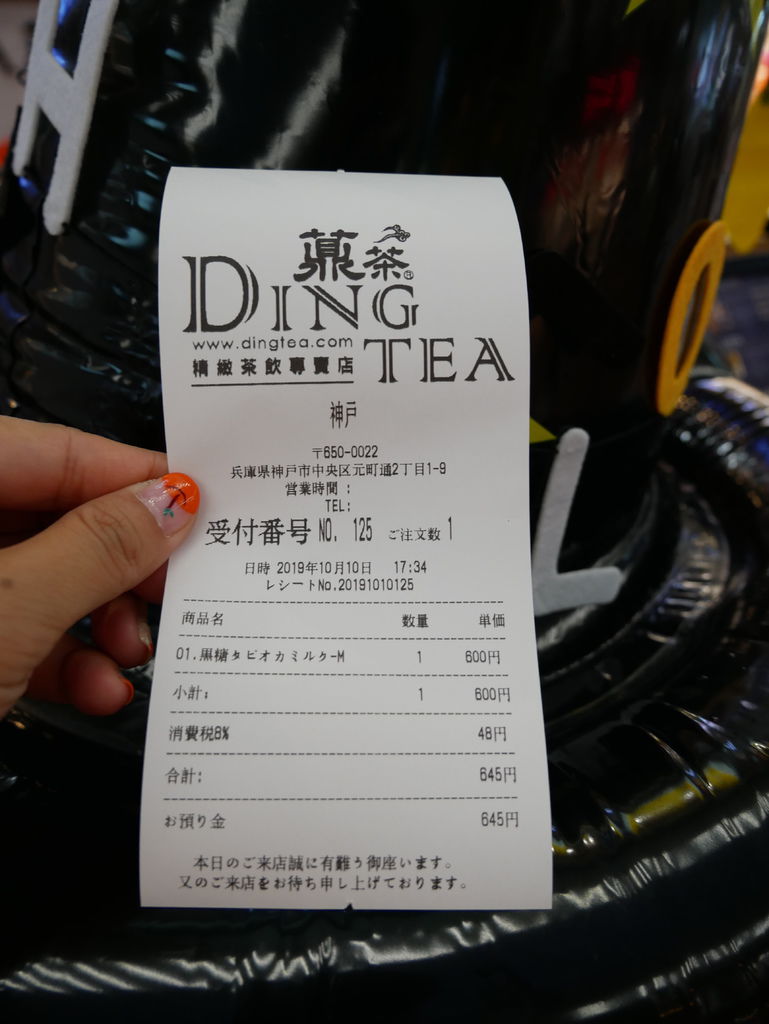 H
薡茶®
DING
www.dingtea.com
精緻茶飲專賣店
TEA
神戸
〒650-0022
兵庫県神戸市中央区元町通2丁目1-9
営業時間：
TEL:
受付番号 NO. 125 ご注文数 1
日時 2019年10月10日 17:34
レシートNo.20191010125
商品名 数量 単価
01.黒糖タピオカミルク-M 1 600円
小計: 1 600円
消費税8% 48円
合計: 645円
お預り金 645円
本日のご来店誠に有難う御座います。
又のご来店をお待ち申し上げております。